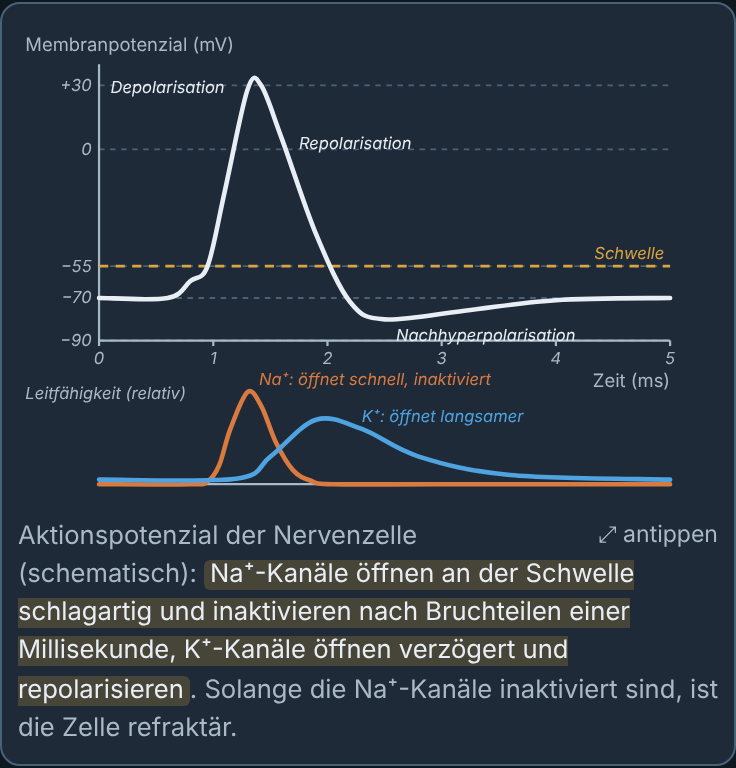 Membranpotenzial (mV)
+30
Depolarisation
0
Repolarisation
Schwelle
−55
−70
Nachhyperpolarisation
−90
0 1 2 3 4 5
Na⁺: öffnet schnell, inaktiviert
Zeit (ms)
Leitfähigkeit (relativ)
K⁺: öffnet langsamer
Aktionspotenzial der Nervenzelle
⤢ antippen
(schematisch): Na⁺-Kanäle öffnen an der Schwelle
schlagartig und inaktivieren nach Bruchteilen einer
Millisekunde, K⁺-Kanäle öffnen verzögert und
repolarisieren. Solange die Na⁺-Kanäle inaktiviert sind, ist
die Zelle refraktär.